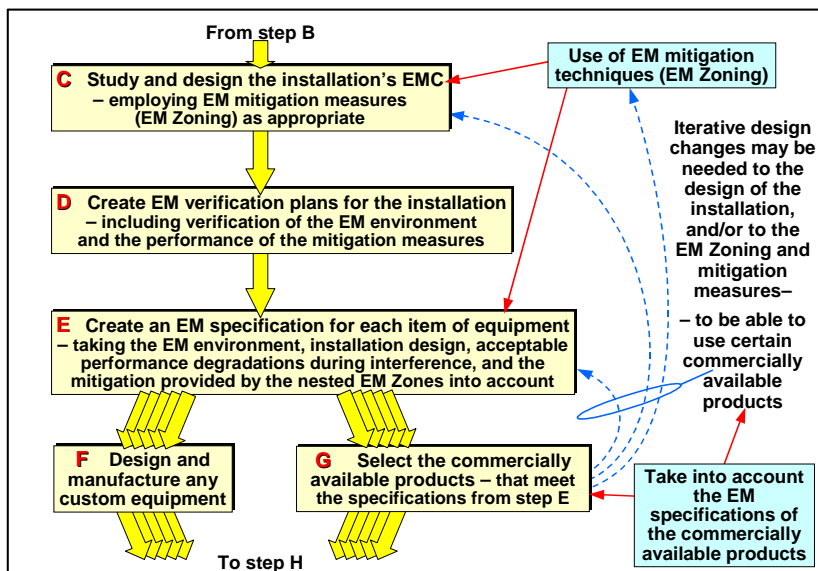 From step B
C Study and design the installation's EMC
– employing EM mitigation measures
(EM Zoning) as appropriate
Use of EM mitigation
techniques (EM Zoning)
D Create EM verification plans for the installation
– including verification of the EM environment
and the performance of the mitigation measures
Iterative design
changes may be
needed to the
design of the
installation,
and/or to the
EM Zoning and
mitigation
measures–
– to be able to
use certain
commercially
available
products
E Create an EM specification for each item of equipment
– taking the EM environment, installation design, acceptable
performance degradations during interference, and the
mitigation provided by the nested EM Zones into account
F Design and
manufacture any
custom equipment
G Select the commercially
available products – that meet
the specifications from step E
Take into account
the EM
specifications of
the commercially
available products
To step H